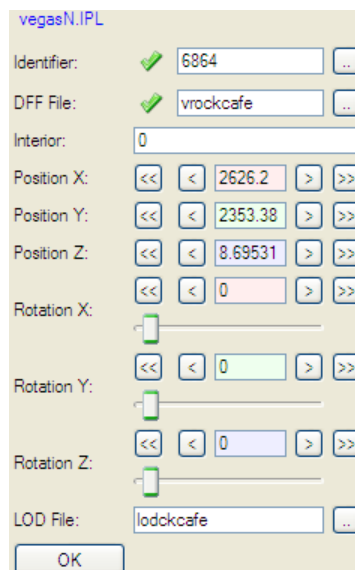 vegasN.IPL
Identifier: 6864 ..
DFF File: vrockcafe ..
Interior: 0
Position X: << < 2626.2 > >>
Position Y: << < 2353.38 > >>
Position Z: << < 8.69531 > >>
<< < 0 > >>
Rotation X:
<< < 0 > >>
Rotation Y:
<< < 0 > >>
Rotation Z:
LOD File: lodckcafe ..
OK